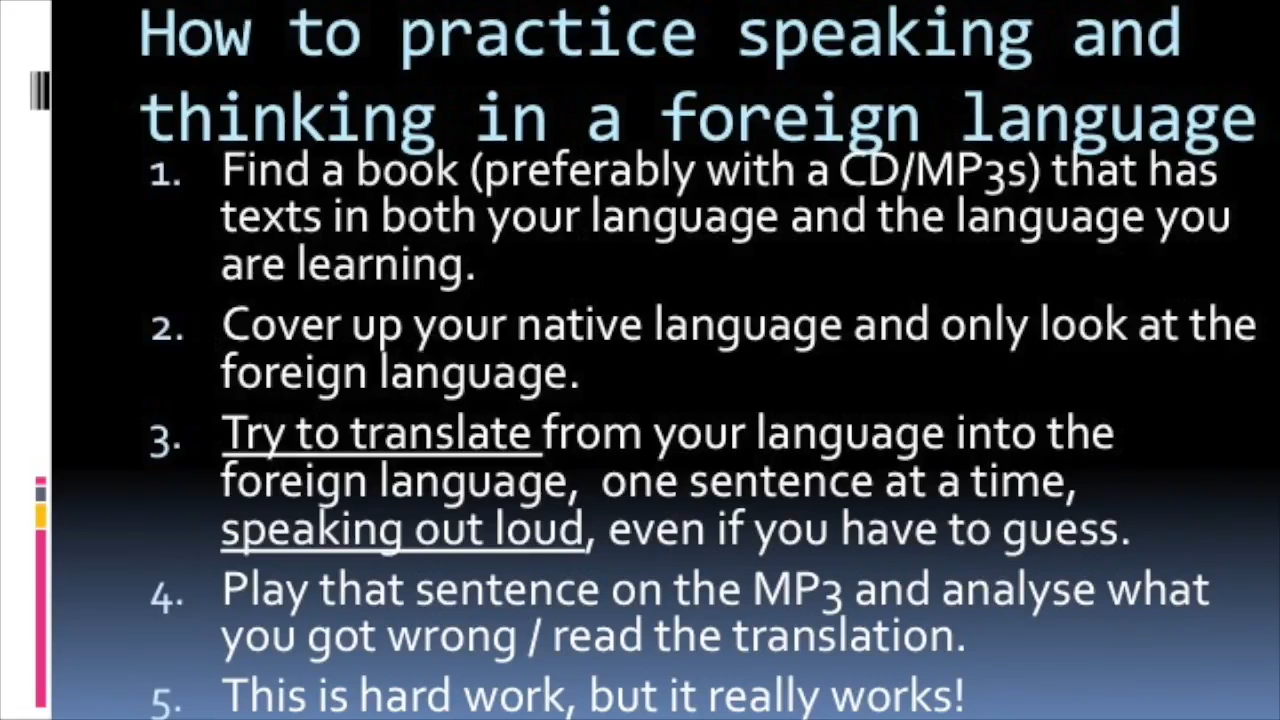 How to practice speaking and
thinking in a foreign language
1. Find a book (preferably with a CD/MP3s) that has
texts in both your language and the language you
are learning.
2. Cover up your native language and only look at the
foreign language.
3. Try to translate from your language into the
foreign language,  one sentence at a time,
speaking out loud, even if you have to guess.
4. Play that sentence on the MP3 and analyse what
you got wrong / read the translation.
5. This is hard work, but it really works!